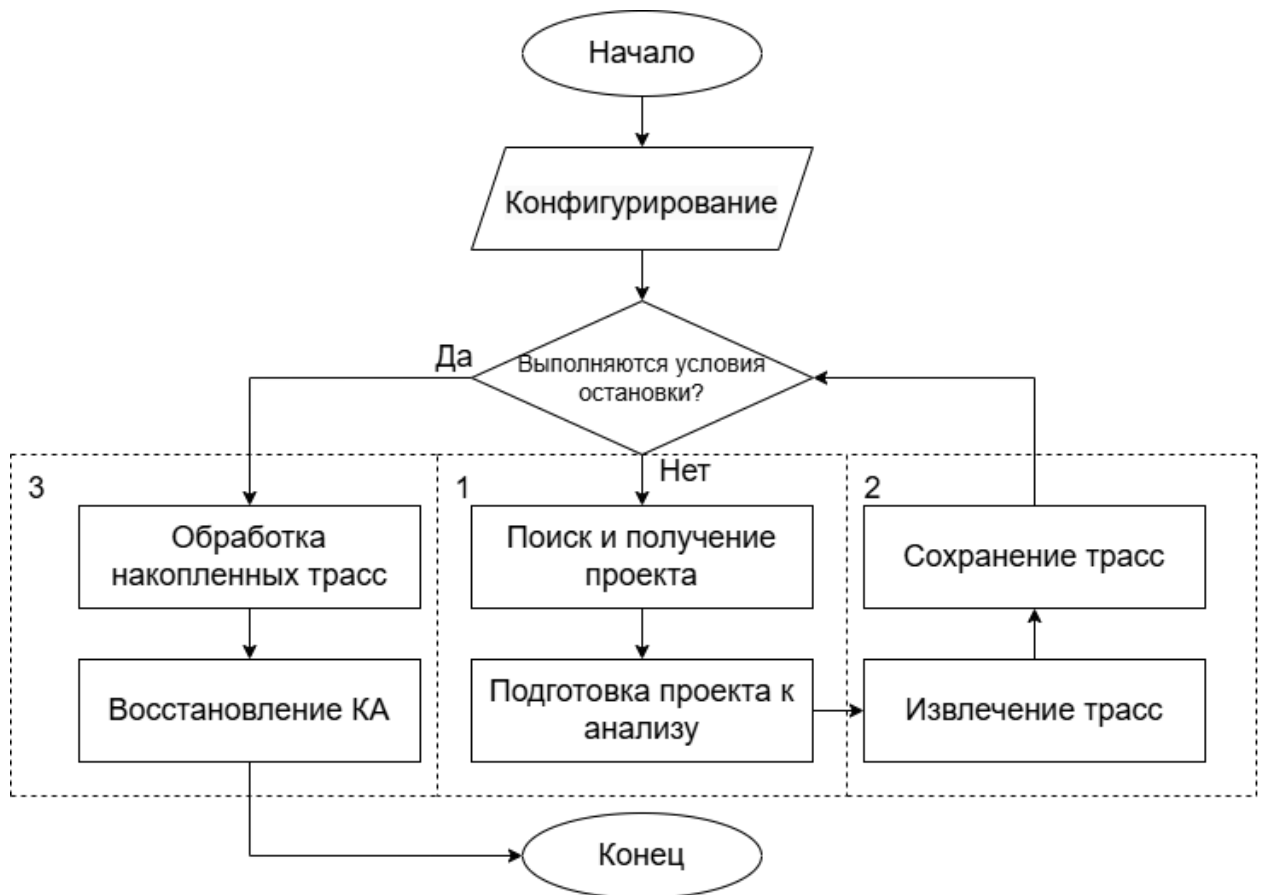 Начало
Конфигурирование
Да
Выполняются условия
остановки?
Нет
3
Обработка
накопленных трасс
Восстановление КА
1
Поиск и получение
проекта
Подготовка проекта к
анализу
2
Сохранение трасс
Извлечение трасс
Конец